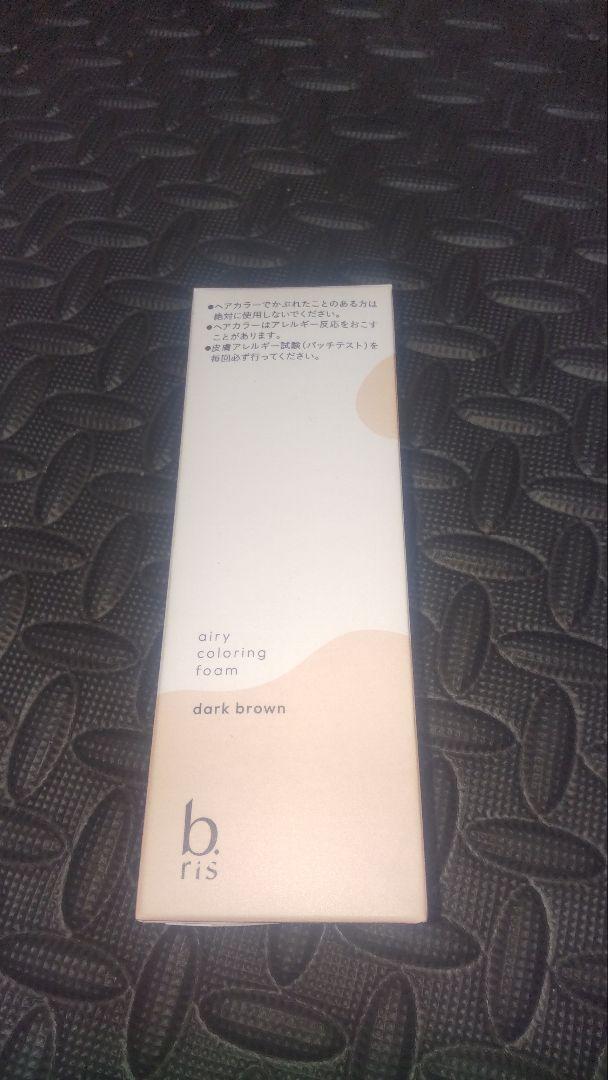 ●ヘアカラーでかぶれたことのある方は
絶対に使用しないでください。
●ヘアカラーはアレルギー反応をおこす
ことがあります。
●皮膚アレルギー試験(パッチテスト)を
毎回必ず行ってください。
airy
coloring
foam
dark brown
b.
ris